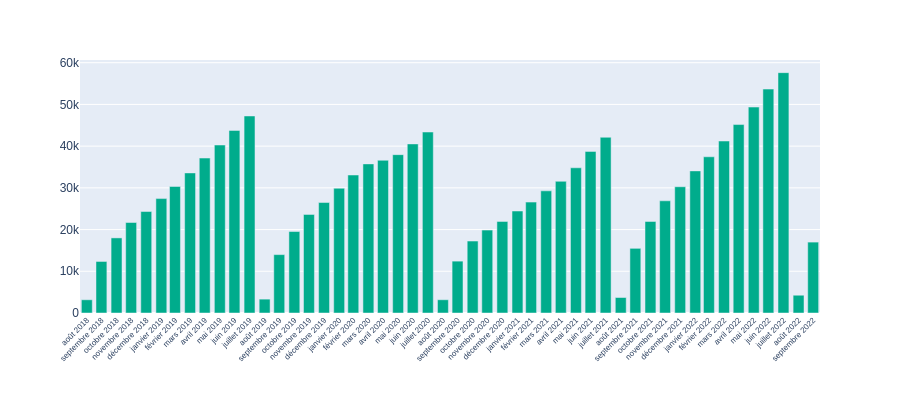 60k
50k
40k
30k
20k
10k
0
août 2018
septembre 2018
octobre 2018
novembre 2018
décembre 2018
janvier 2019
février 2019
mars 2019
avril 2019
mai 2019
juin 2019
juillet 2019
août 2019
septembre 2019
octobre 2019
novembre 2019
décembre 2019
janvier 2020
février 2020
mars 2020
avril 2020
mai 2020
juin 2020
juillet 2020
août 2020
septembre 2020
octobre 2020
novembre 2020
décembre 2020
janvier 2021
février 2021
mars 2021
avril 2021
mai 2021
juin 2021
juillet 2021
août 2021
septembre 2021
octobre 2021
novembre 2021
décembre 2021
janvier 2022
février 2022
mars 2022
avril 2022
mai 2022
juin 2022
juillet 2022
août 2022
septembre 2022